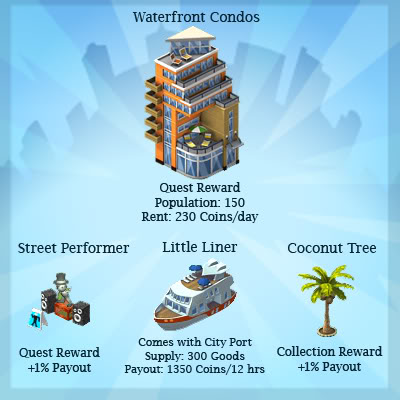 Waterfront Condos
Quest Reward
Population: 150
Rent: 230 Coins/day
Street Performer
Quest Reward
+1% Payout
Little Liner
Comes with City Port
Supply: 300 Goods
Payout: 1350 Coins/12 hrs
Coconut Tree
Collection Reward
+1% Payout